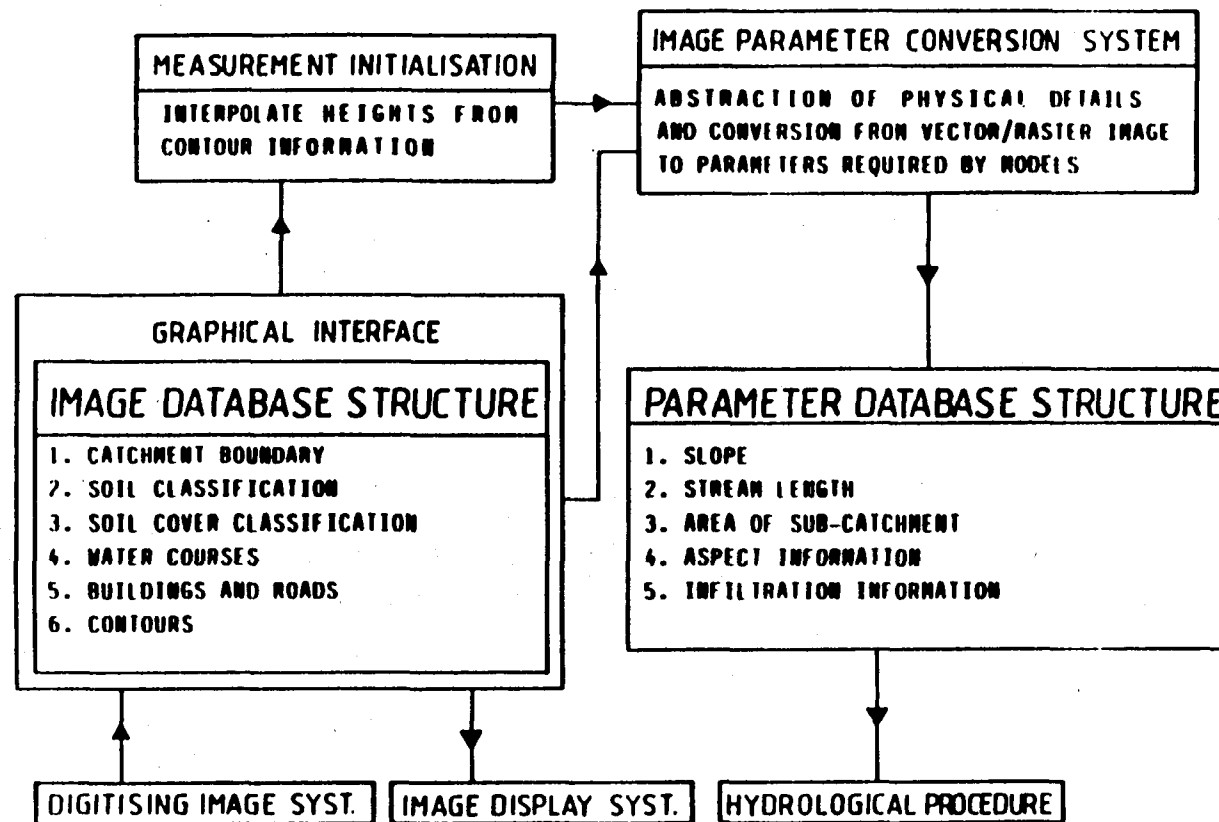 MEASUREMENT INITIALISATION
INTERPOLATE HEIGHTS FROM
CONTOUR INFORMATION
IMAGE PARAMETER CONVERSION SYSTEM
ABSTRACTION OF PHYSICAL DETAILS
AND CONVERSION FROM VECTOR/RASTER IMAGE
TO PARAMETERS REQUIRED BY MODELS
GRAPHICAL INTERFACE
IMAGE DATABASE STRUCTURE
1. CATCHMENT BOUNDARY
2. SOIL CLASSIFICATION
3. SOIL COVER CLASSIFICATION
4. WATER COURSES
5. BUILDINGS AND ROADS
6. CONTOURS
PARAMETER DATABASE STRUCTURE
1. SLOPE
2. STREAM LENGTH
3. AREA OF SUB-CATCHMENT
4. ASPECT INFORMATION
5. INFILTRATION INFORMATION
DIGITISING IMAGE SYST.
IMAGE DISPLAY SYST.
HYDROLOGICAL PROCEDURE